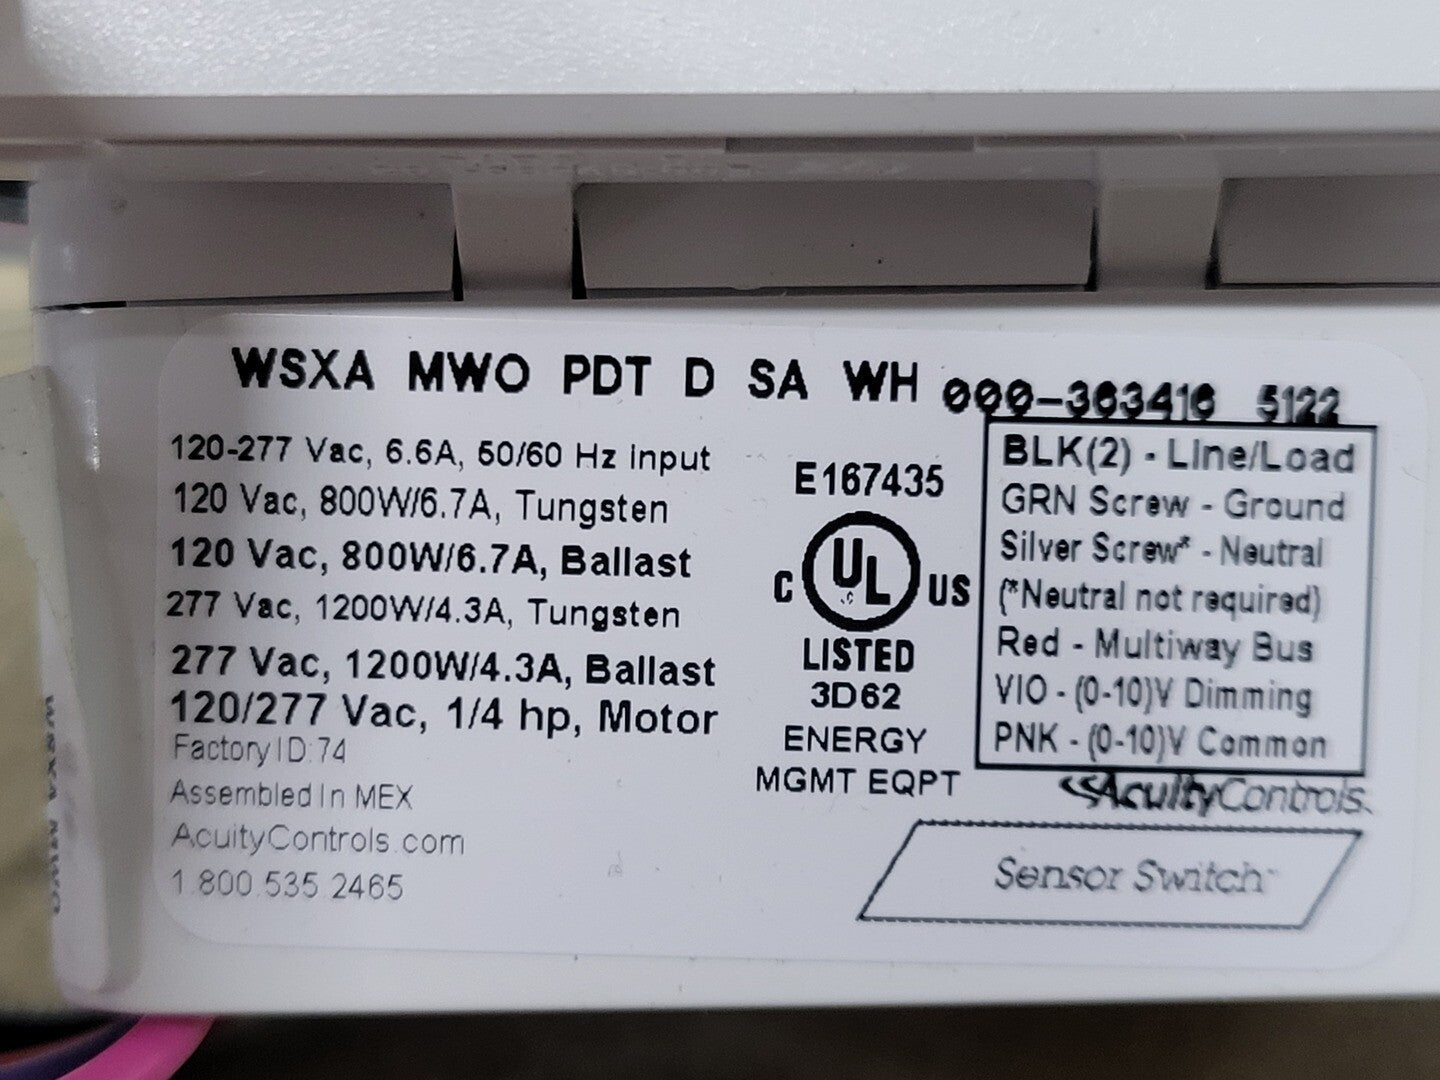 WSXA MWO PDT D SA WH 000-363416 5122
120-277 Vac, 6.6A, 50/60 Hz input
120 Vac, 800W/6.7A, Tungsten
120 Vac, 800W/6.7A, Ballast
277 Vac, 1200W/4.3A, Tungsten
277 Vac, 1200W/4.3A, Ballast
120/277 Vac, 1/4 hp, Motor
Factory ID: 74
Assembled In MEX
AcuityControls.com
1.800.535.2465
E167435
C UL US
LISTED
3D62
ENERGY
MGMT EQPT
BLK(2) - Line/Load
GRN Screw - Ground
Silver Screw* - Neutral
(*Neutral not required)
Red - Multiway Bus
VIO - (0-10)V Dimming
PNK - (0-10)V Common
AcuityControls.
Sensor Switch™
WSXA MWO